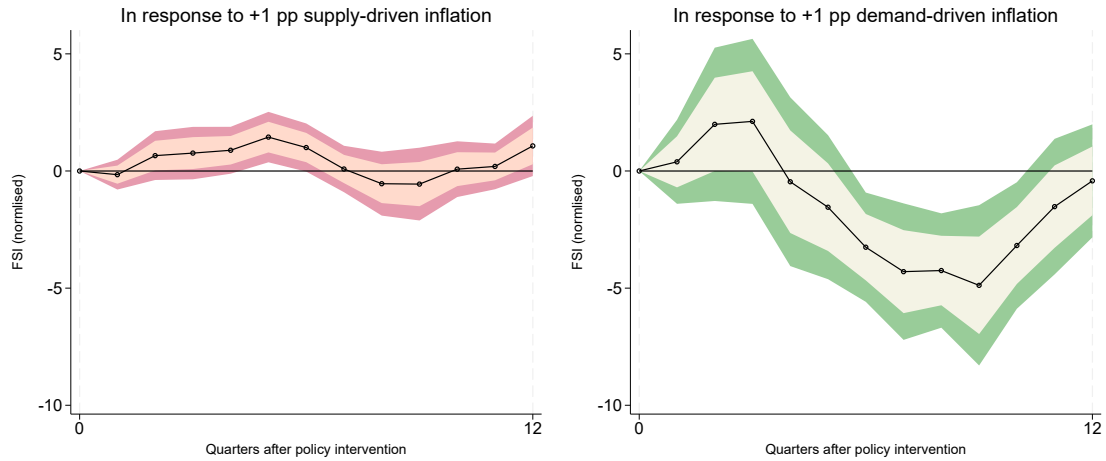 In response to +1 pp supply-driven inflation
5
0
-5
-10
FSI (normlised)
0
12
Quarters after policy intervention
In response to +1 pp demand-driven inflation
5
0
-5
-10
FSI (normlised)
0
12
Quarters after policy intervention